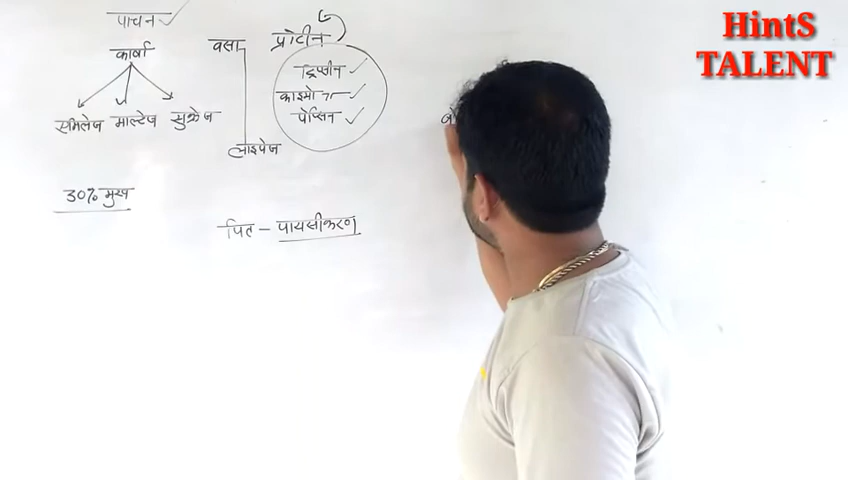 पाचन
कार्बो
एमिलेज माल्टेज सुक्रेज
वसा
लाइपेज
प्रोटीन
ट्रिप्सीन
काइमो
पेप्सिन
30% मुख
पित - पायसीकरण
HintS
TALENT